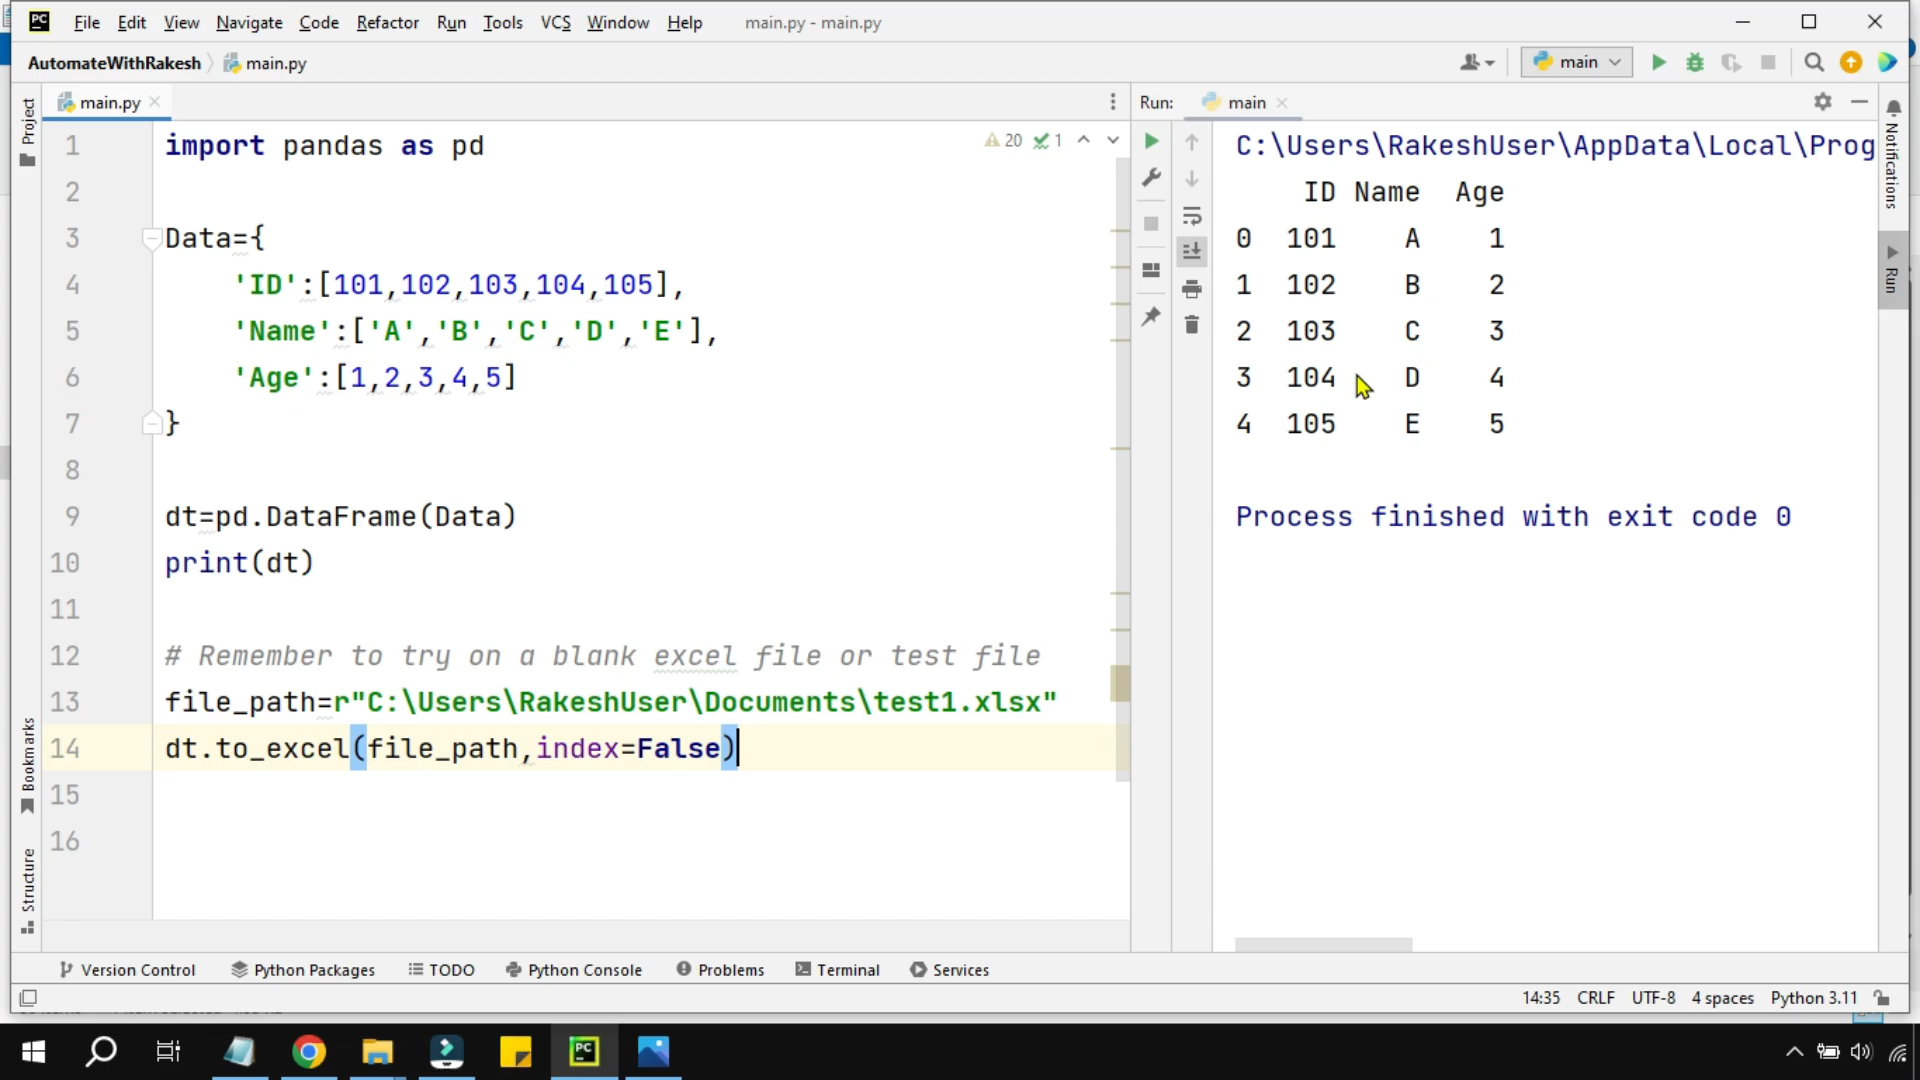 PC File Edit View Navigate Code Refactor Run Tools VCS Window Help main.py - main.py
AutomateWithRakesh main.py main
Project
main.py
Run: main
Notifications
Run
Bookmarks
Structure
20 1
1 import pandas as pd
2
3 Data={
4 'ID':[101,102,103,104,105],
5 'Name':['A','B','C','D','E'],
6 'Age':[1,2,3,4,5]
7 }
8
9 dt=pd.DataFrame(Data)
10 print(dt)
11
12 # Remember to try on a blank excel file or test file
13 file_path=r"C:\Users\RakeshUser\Documents\test1.xlsx"
14 dt.to_excel(file_path,index=False)
15
16
C:\Users\RakeshUser\AppData\Local\Prog
ID Name Age
0 101 A 1
1 102 B 2
2 103 C 3
3 104 D 4
4 105 E 5
Process finished with exit code 0
Version Control Python Packages TODO Python Console Problems Terminal Services
14:35 CRLF UTF-8 4 spaces Python 3.11
PC